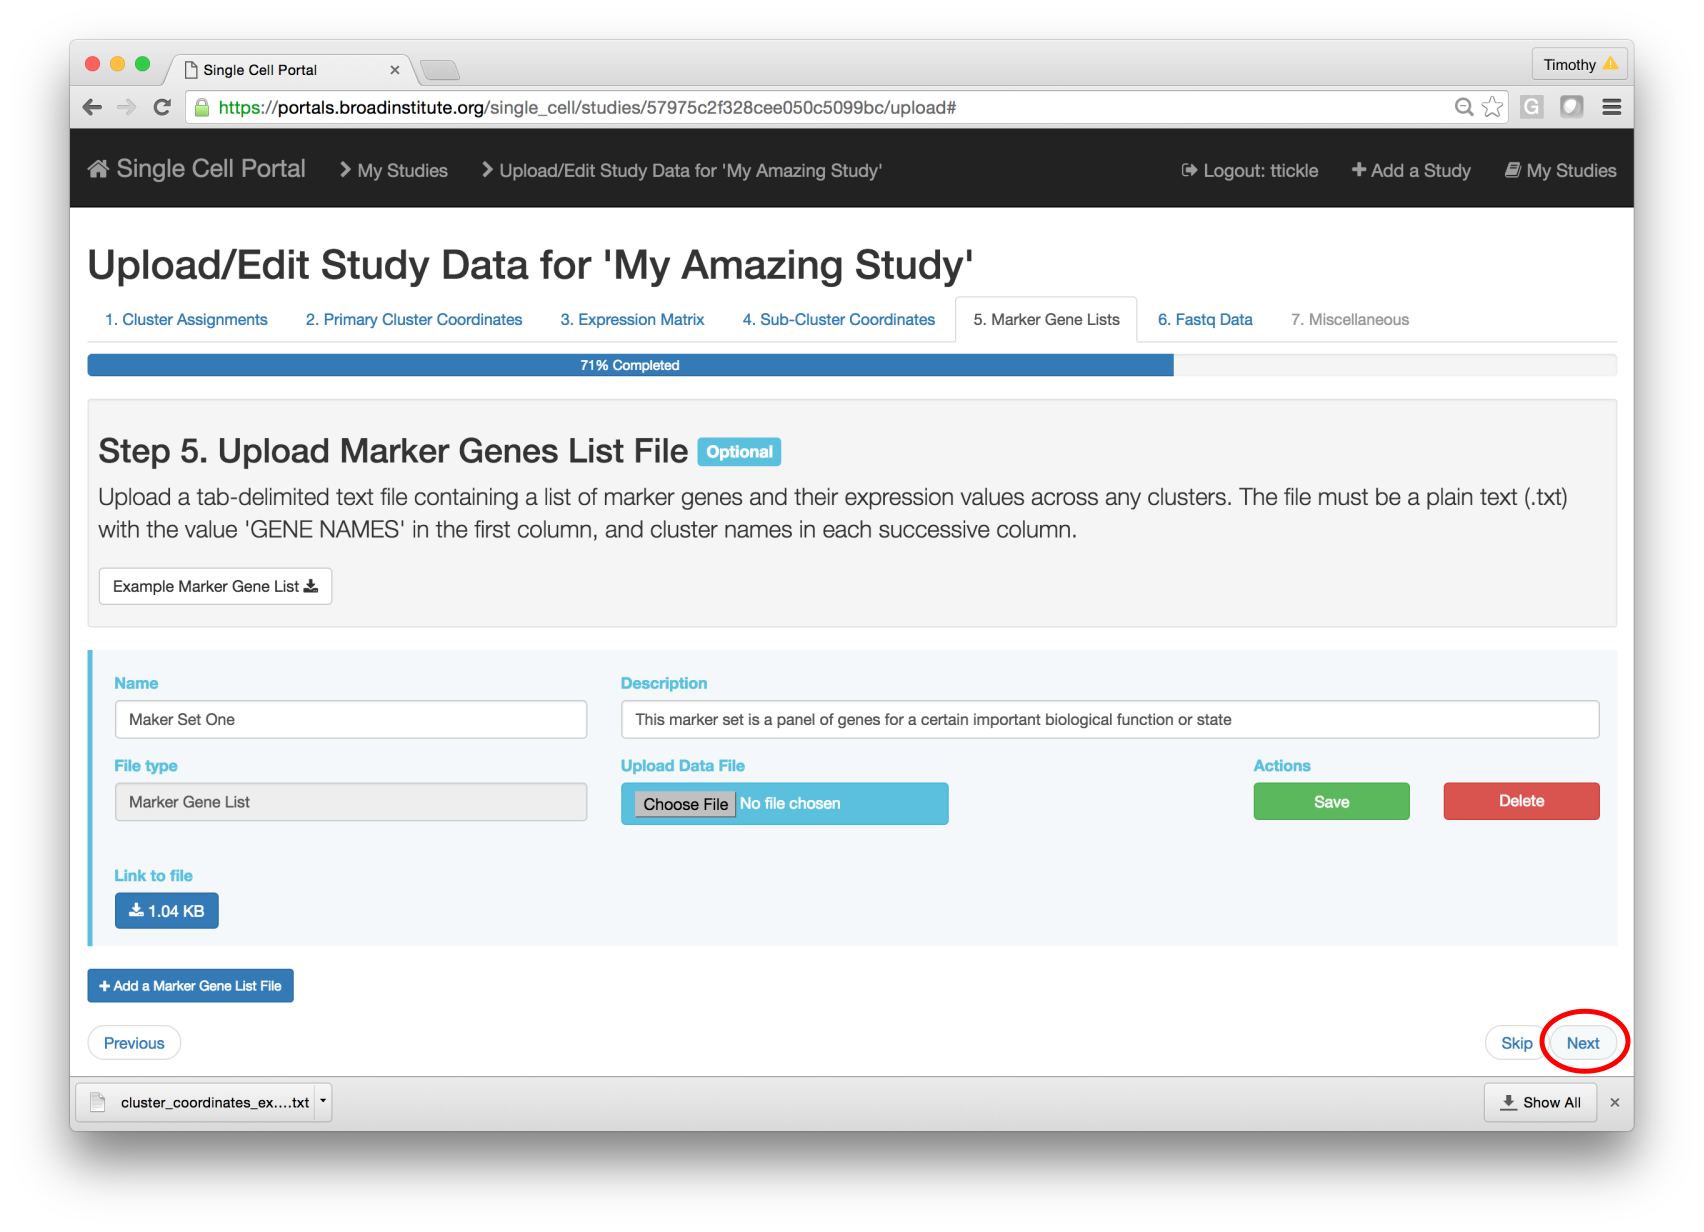 Single Cell Portal
Timothy
https://portals.broadinstitute.org/single_cell/studies/57975c2f328cee050c5099bc/upload#
Single Cell Portal My Studies Upload/Edit Study Data for 'My Amazing Study' Logout: ttickle Add a Study My Studies
Upload/Edit Study Data for 'My Amazing Study'
1. Cluster Assignments 2. Primary Cluster Coordinates 3. Expression Matrix 4. Sub-Cluster Coordinates 5. Marker Gene Lists 6. Fastq Data 7. Miscellaneous
71% Completed
Step 5. Upload Marker Genes List File Optional
Upload a tab-delimited text file containing a list of marker genes and their expression values across any clusters. The file must be a plain text (.txt)
with the value 'GENE NAMES' in the first column, and cluster names in each successive column.
Example Marker Gene List
Name Description
Maker Set One This marker set is a panel of genes for a certain important biological function or state
File type Upload Data File Actions
Marker Gene List Choose File No file chosen Save Delete
Link to file
1.04 KB
+ Add a Marker Gene List File
Previous Skip Next
cluster_coordinates_ex....txt Show All